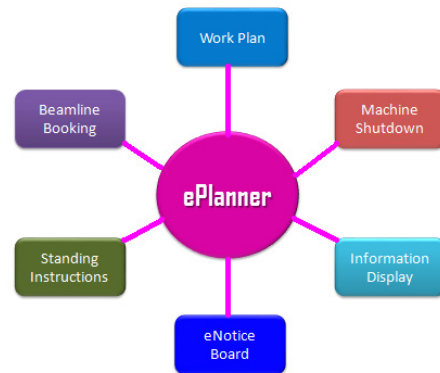 Work Plan
Beamline
Booking
Machine
Shutdown
ePlanner
Standing
Instructions
Information
Display
eNotice
Board